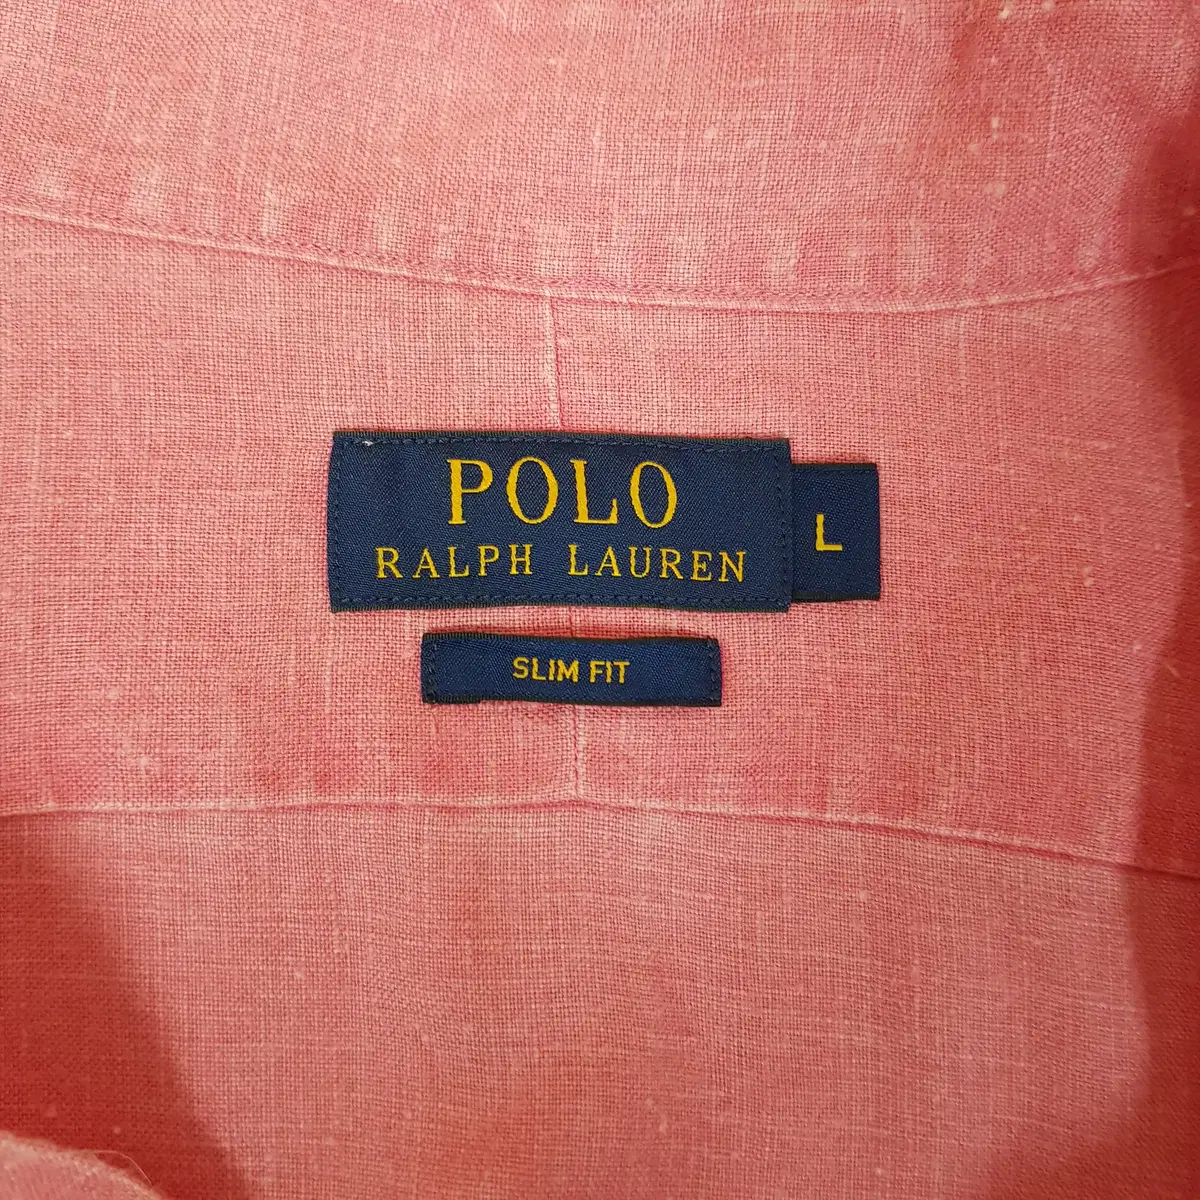 POLO
RALPH LAUREN
L
SLIM FIT